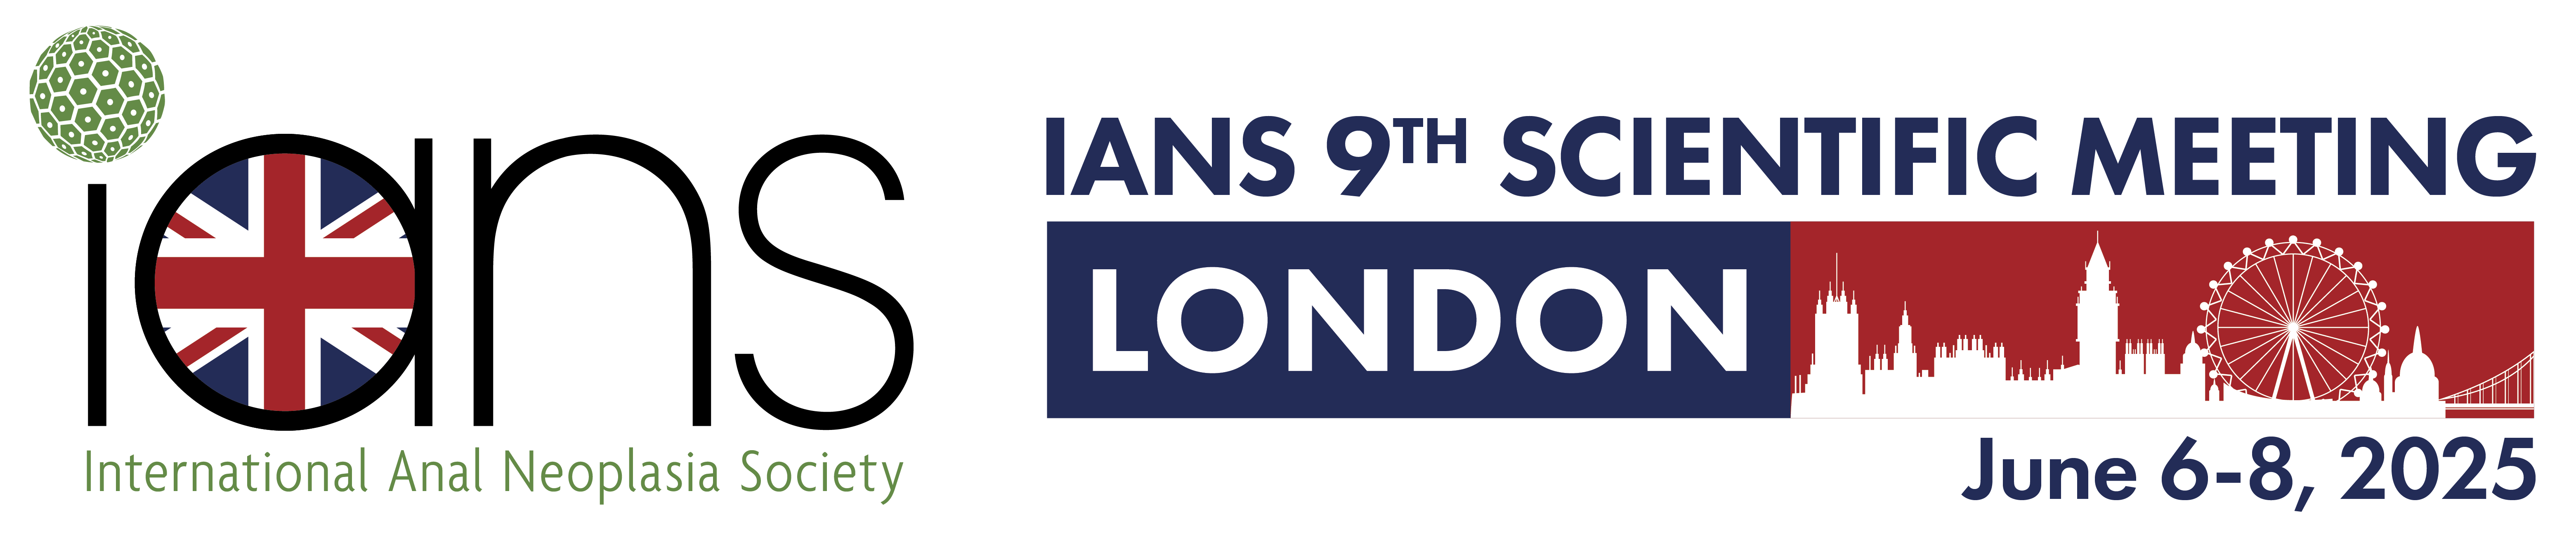 ians
International Anal Neoplasia Society
IANS 9TH SCIENTIFIC MEETING
LONDON
June 6-8, 2025